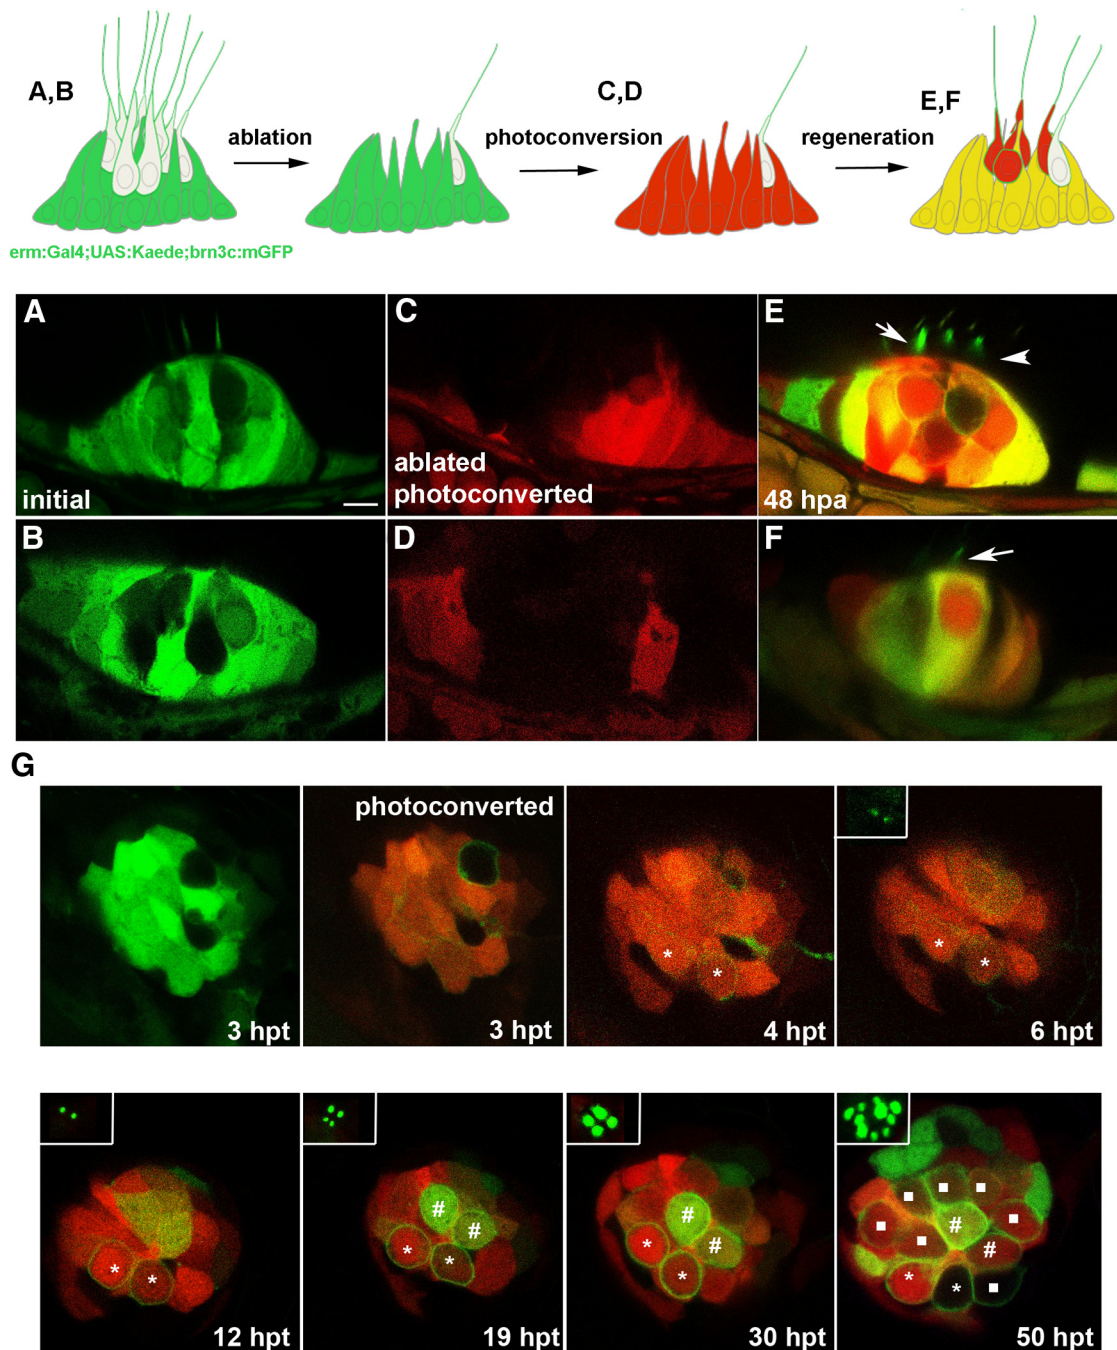 A,B
ablation
photoconversion
C,D
regeneration
E,F
erm:Gal4;UAS:Kaede;brn3c:mGFP
A
initial
C
ablated
photoconverted
E
48 hpa
B
D
F
G
3 hpt
photoconverted
3 hpt
* *
4 hpt
* *
6 hpt
* *
12 hpt
# #
* *
19 hpt
# #
* *
30 hpt
# #
* *
50 hpt